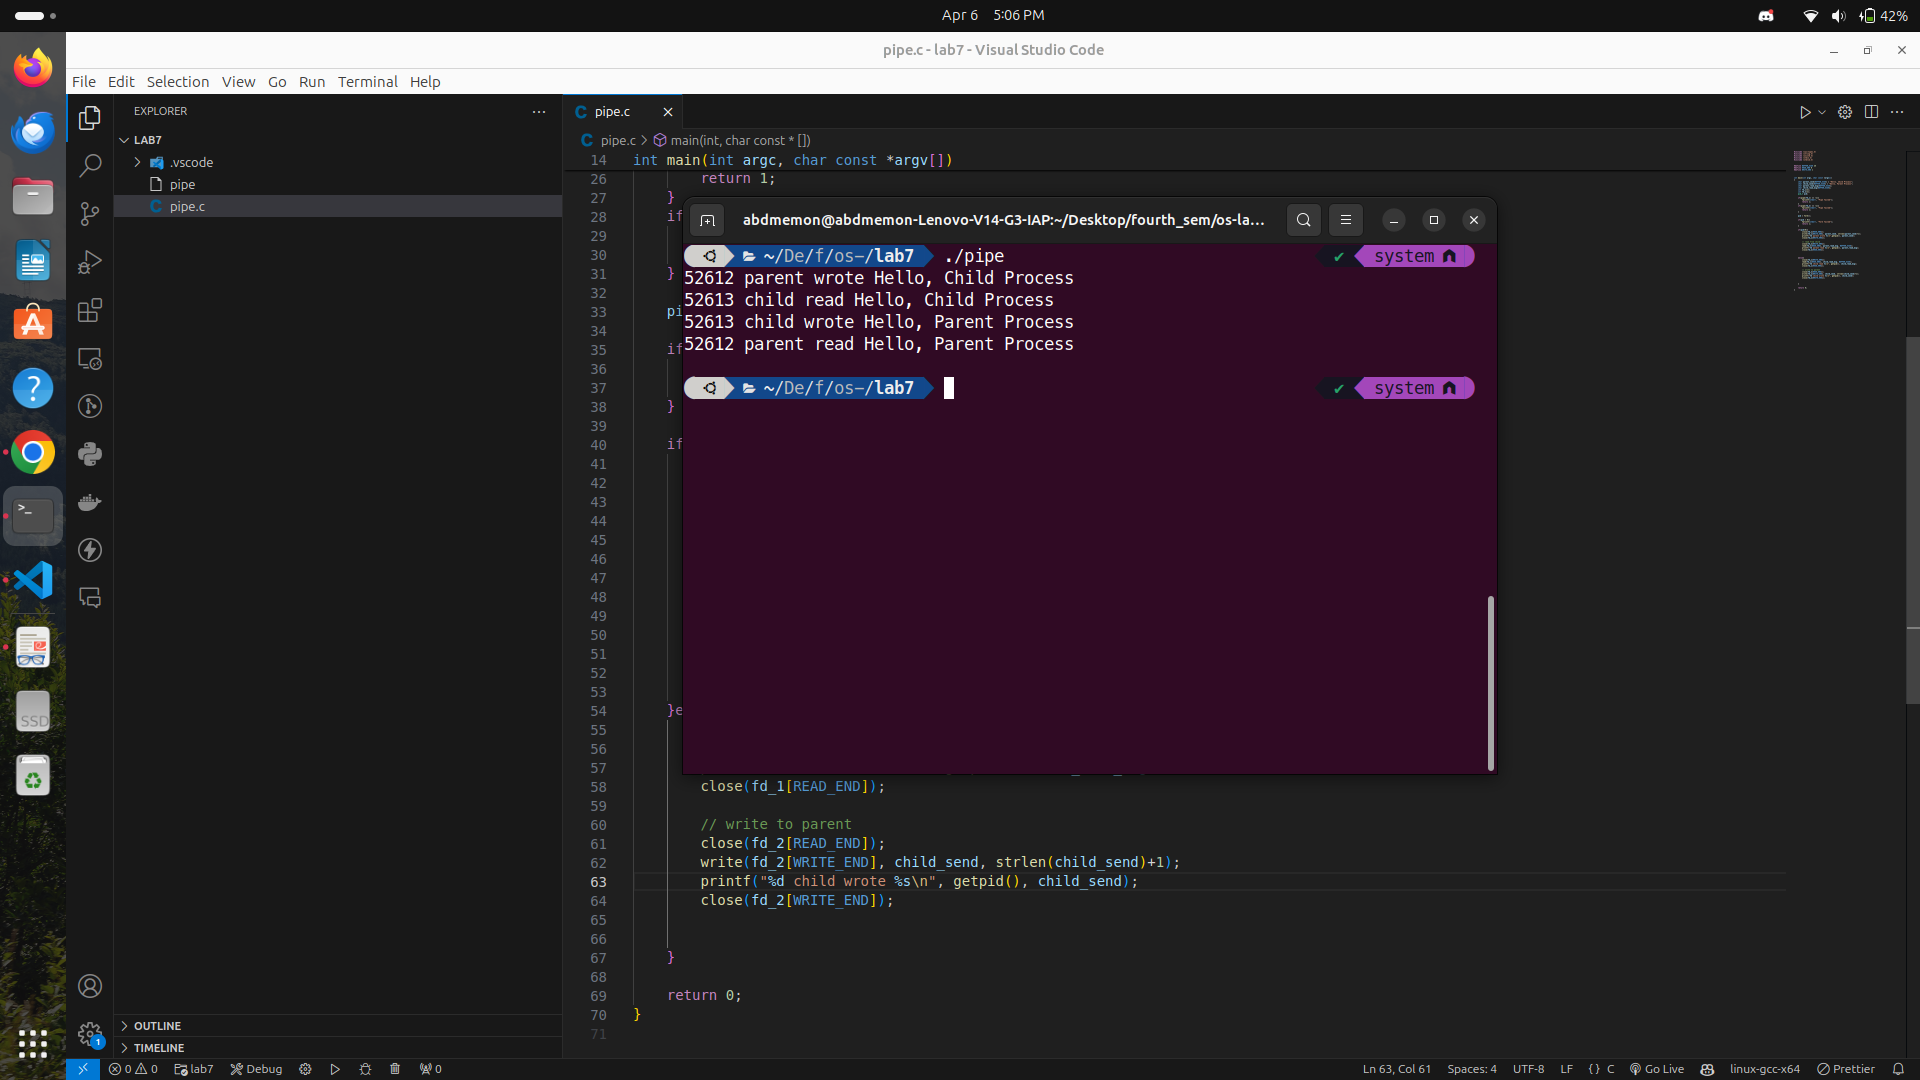 Apr 6 5:06 PM
42%
pipe.c - lab7 - Visual Studio Code
File Edit Selection View Go Run Terminal Help
EXPLORER
LAB7
.vscode
pipe
pipe.c
OUTLINE
TIMELINE
SSD
1
pipe.c
pipe.c > main(int, char const * [])
14 int main(int argc, char const *argv[])
26 return 1;
27 }
28 if
29
30
31 }
32
33 pi
34
35 if
36
37
38 }
39
40 if
41
42
43
44
45
46
47
48
49
50
51
52
53
54 }e
55
56
57
58 close(fd_1[READ_END]);
59
60 // write to parent
61 close(fd_2[READ_END]);
62 write(fd_2[WRITE_END], child_send, strlen(child_send)+1);
63 printf("%d child wrote %s\n", getpid(), child_send);
64 close(fd_2[WRITE_END]);
65
66
67 }
68
69 return 0;
70 }
71
abdmemon@abdmemon-Lenovo-V14-G3-IAP:~/Desktop/fourth_sem/os-la...
~/De/f/os-/lab7 ./pipe ✔ system
52612 parent wrote Hello, Child Process
52613 child read Hello, Child Process
52613 child wrote Hello, Parent Process
52612 parent read Hello, Parent Process
~/De/f/os-/lab7 ✔ system
0 0 lab7 Debug 0
Ln 63, Col 61 Spaces: 4 UTF-8 LF {} C Go Live linux-gcc-x64 Prettier